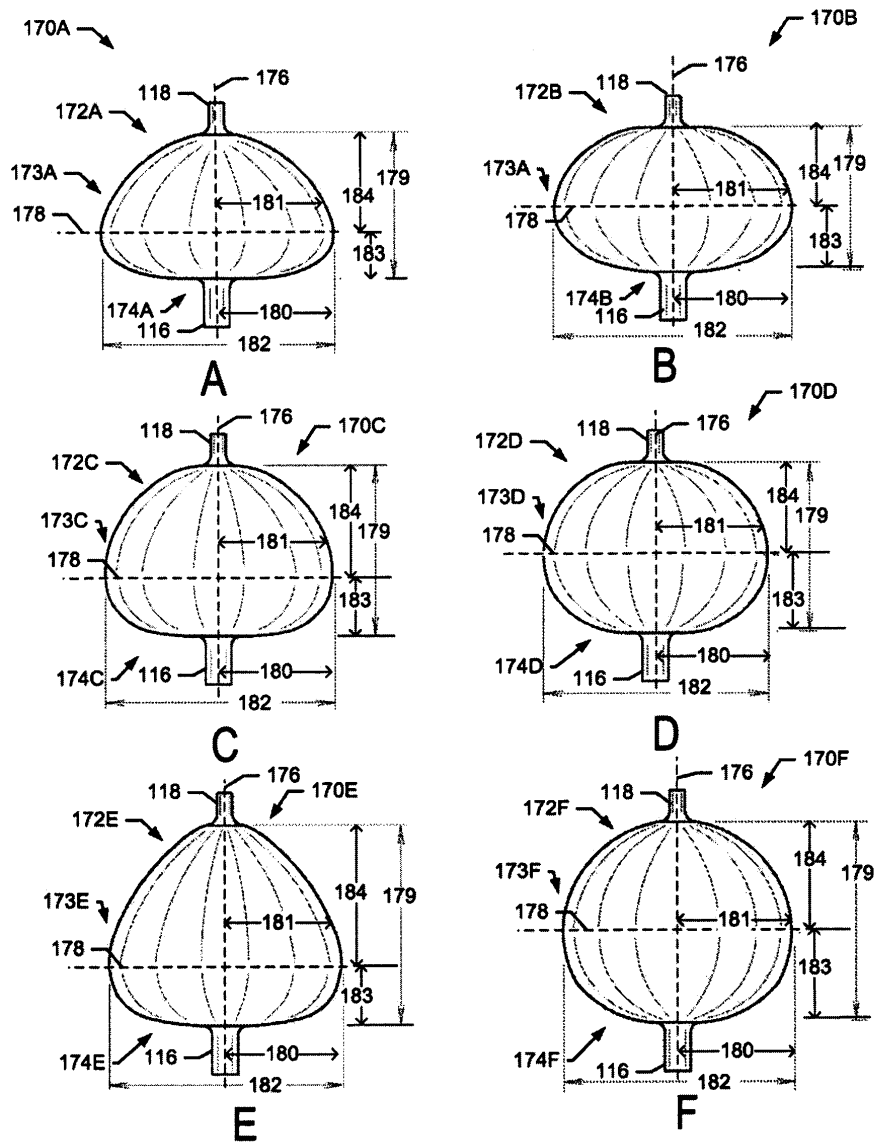 170A
176
118
172A
173A
184
179
181
178
183
174A
180
116
182
A
170B
176
118
172B
173A
184
179
181
178
183
174B
180
116
182
B
176
118
170C
172C
173C
184
179
181
178
183
174C
116
180
182
C
176
170D
118
172D
173D
184
179
181
178
183
174D
180
116
182
D
176
118
170E
172E
173E
184
179
181
178
183
174E
116
180
182
E
176
170F
118
172F
173F
184
179
178
181
183
174F
180
116
182
F